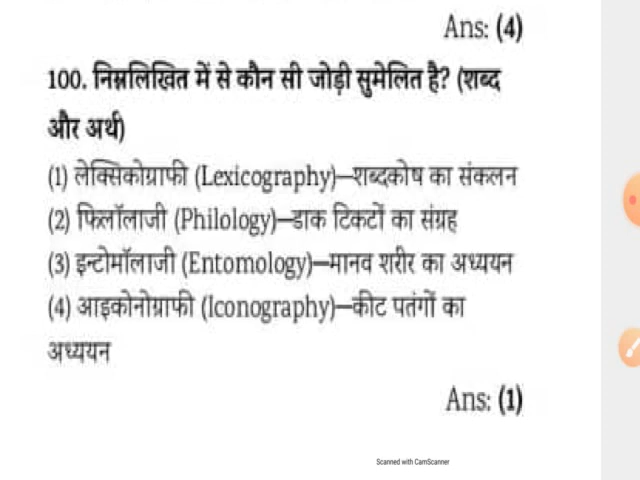 Ans: (4)
100. निम्नलिखित में से कौन सी जोड़ी सुमेलित है? (शब्द
और अर्थ)
(1) लेक्सिकोग्राफी (Lexicography)—शब्दकोष का संकलन
(2) फिलॉलाजी (Philology)—डाक टिकटों का संग्रह
(3) इन्टोमॉलाजी (Entomology)—मानव शरीर का अध्ययन
(4) आइकोनोग्राफी (Iconography)—कीट पतंगों का
अध्ययन
Ans: (1)
Scanned with CamScanner